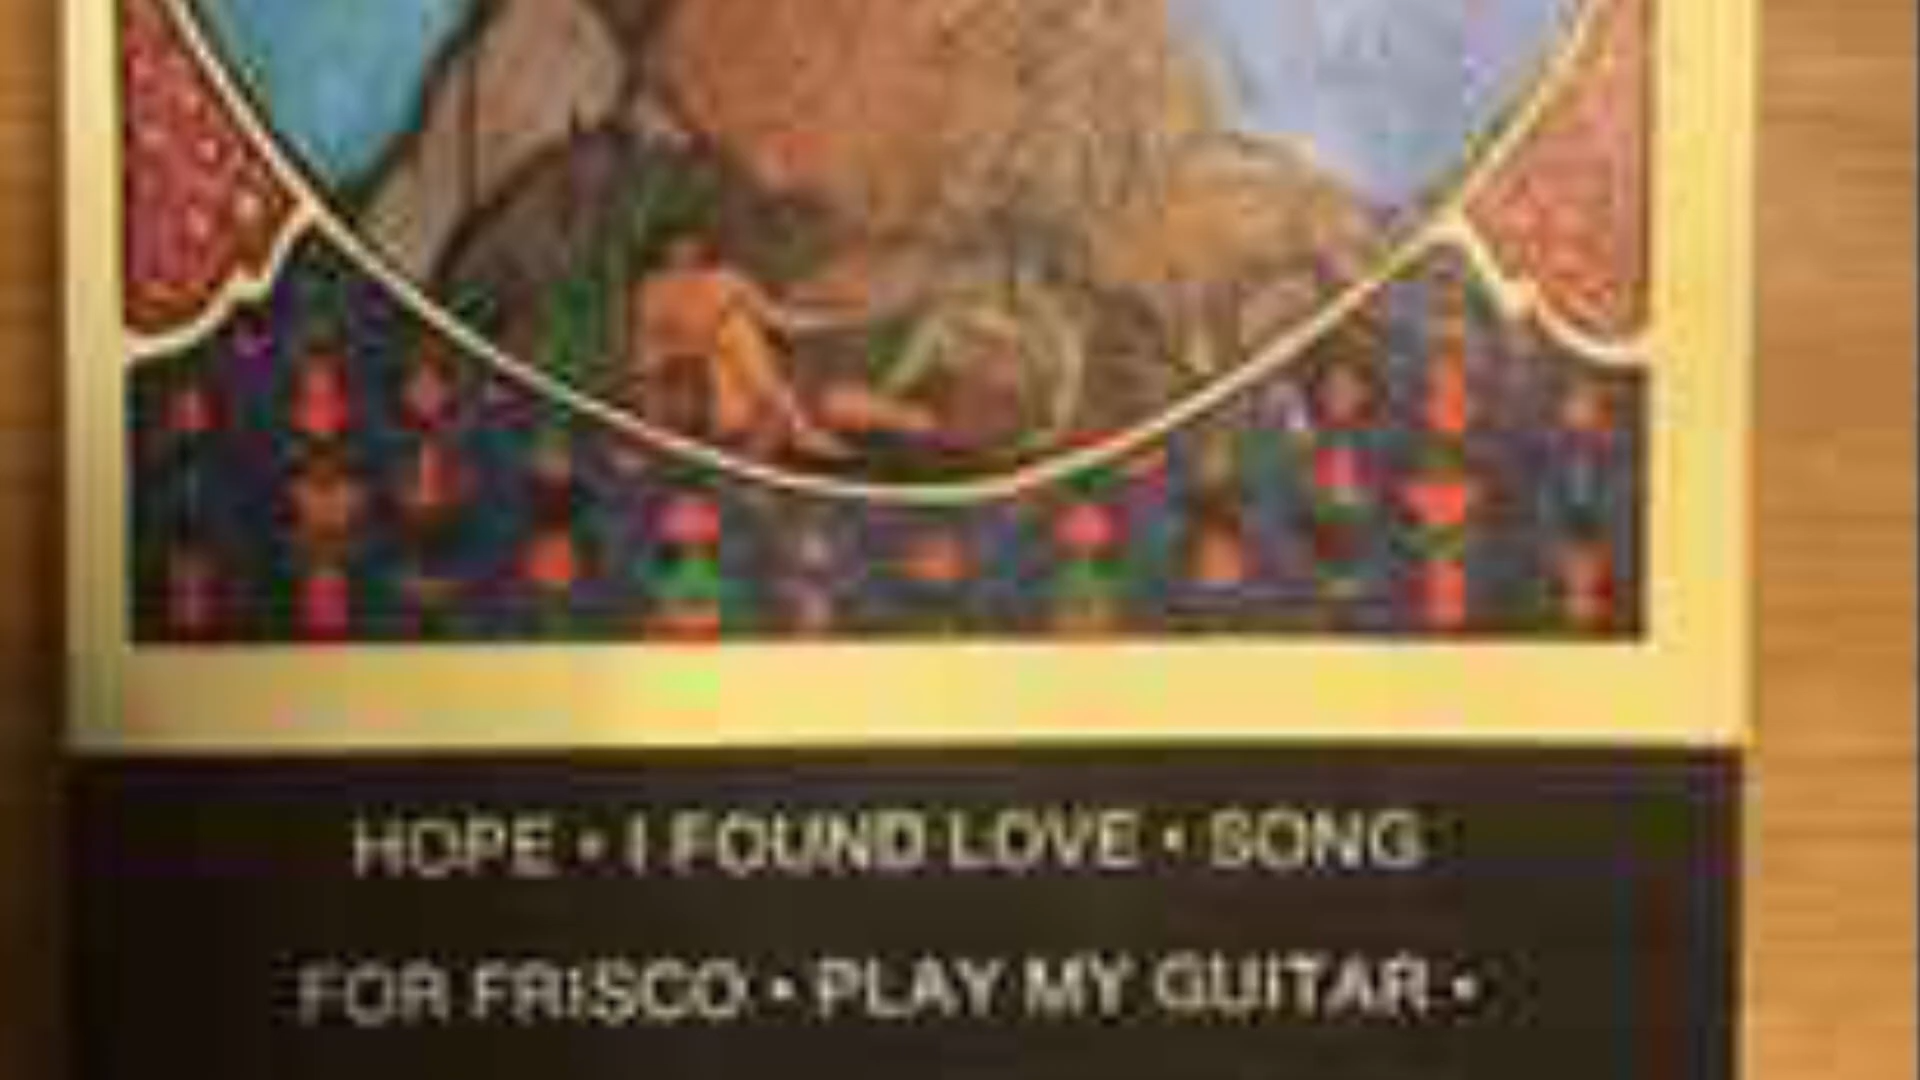 HOPE • I FOUND LOVE • SONG
FOR FRISCO • PLAY MY GUITAR •